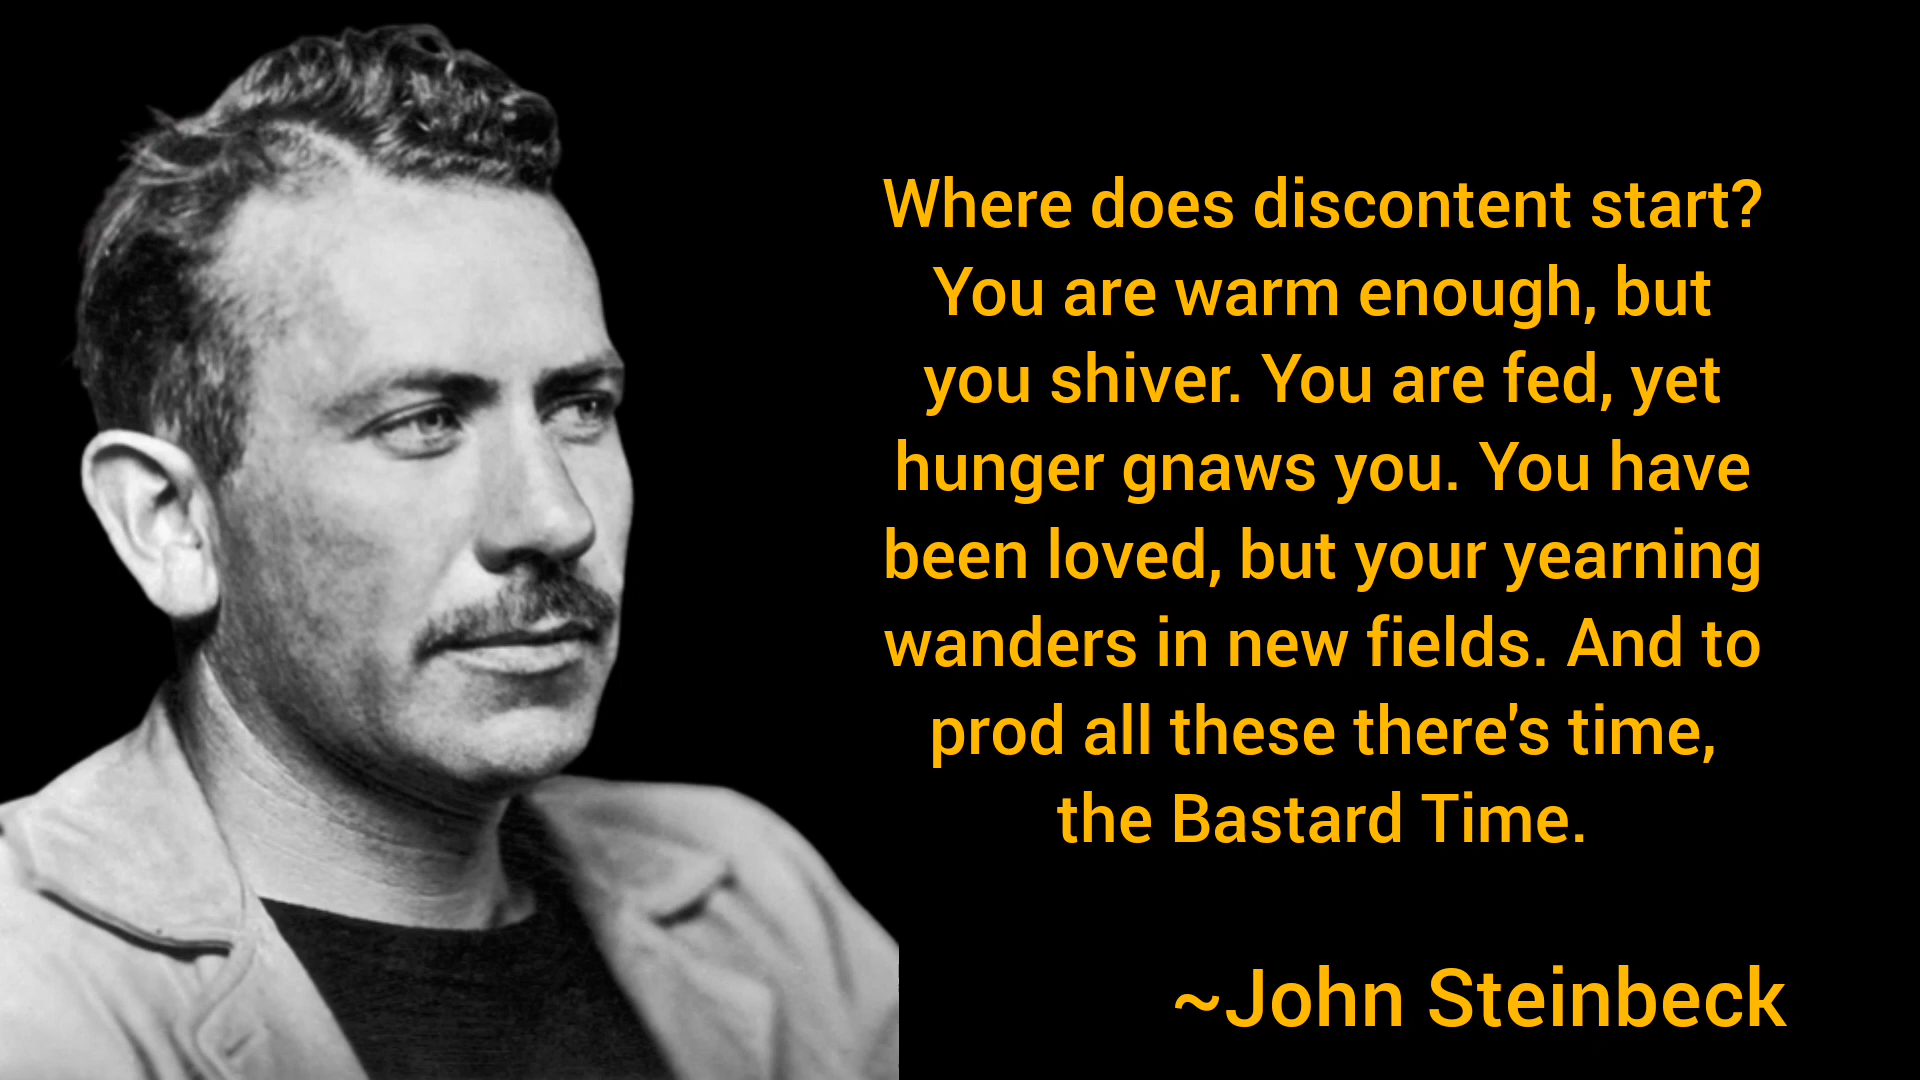 Where does discontent start?
You are warm enough, but
you shiver. You are fed, yet
hunger gnaws you. You have
been loved, but your yearning
wanders in new fields. And to
prod all these there's time,
the Bastard Time.
~John Steinbeck